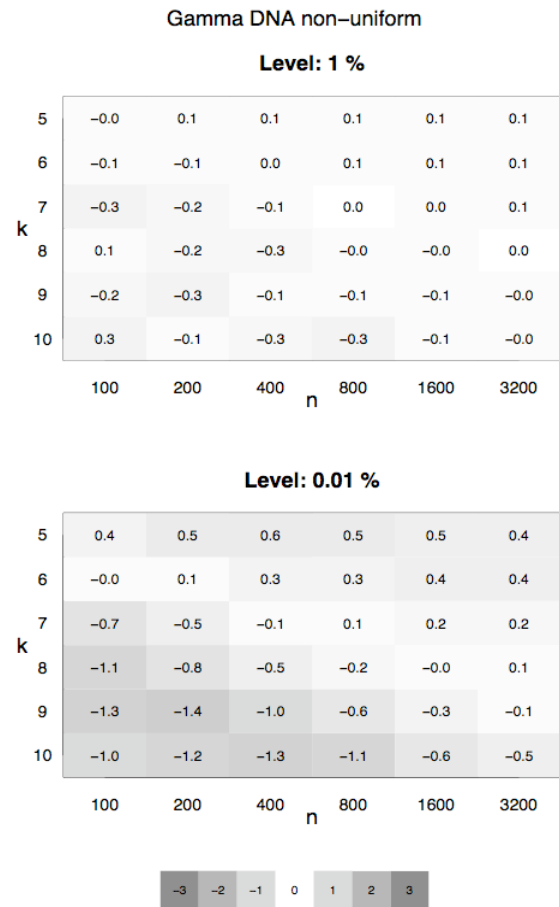 Gamma DNA non−uniform
Level: 1 %
5 −0.0 0.1 0.1 0.1 0.1 0.1
6 −0.1 −0.1 0.0 0.1 0.1 0.1
7 −0.3 −0.2 −0.1 0.0 0.0 0.1
k
8 0.1 −0.2 −0.3 −0.0 −0.0 0.0
9 −0.2 −0.3 −0.1 −0.1 −0.1 −0.0
10 0.3 −0.1 −0.3 −0.3 −0.1 −0.0
100 200 400 800 1600 3200
n
Level: 0.01 %
5 0.4 0.5 0.6 0.5 0.5 0.4
6 −0.0 0.1 0.3 0.3 0.4 0.4
7 −0.7 −0.5 −0.1 0.1 0.2 0.2
k
8 −1.1 −0.8 −0.5 −0.2 −0.0 0.1
9 −1.3 −1.4 −1.0 −0.6 −0.3 −0.1
10 −1.0 −1.2 −1.3 −1.1 −0.6 −0.5
100 200 400 800 1600 3200
n
−3 −2 −1 0 1 2 3